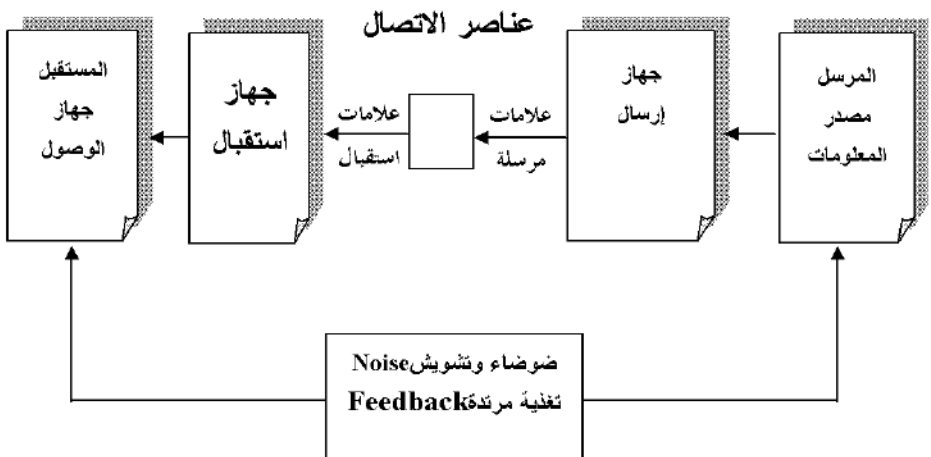 عناصر الاتصال
المرسل
مصدر
المعلومات
جهاز
إرسال
علامات
مرسلة
علامات
استقبال
جهاز
استقبال
المستقبل
جهاز
الوصول
ضوضاء وتشويشNoise
تغذية مرتدةFeedback